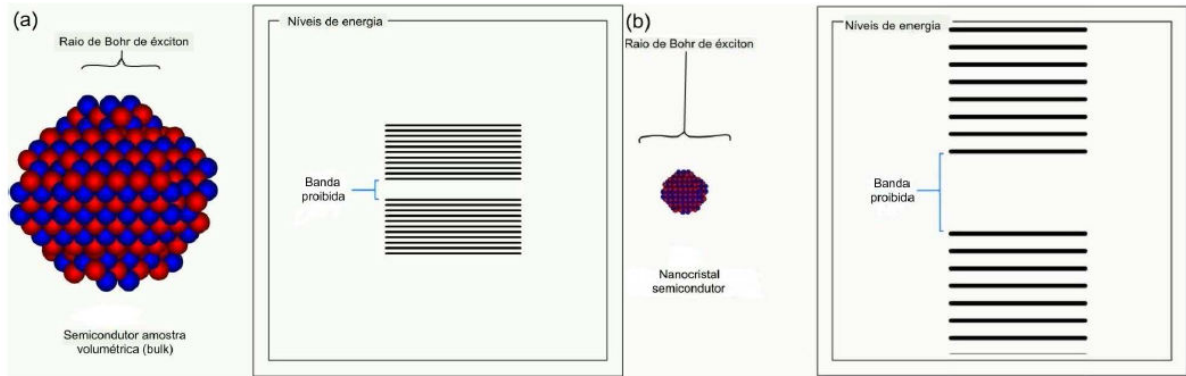 (a)
Níveis de energia
Raio de Bohr de éxciton
Banda
proibida
Semicondutor amostra
volumétrica (bulk)
(b)
Níveis de energia
Raio de Bohr de éxciton
Banda
proibida
Nanocristal
semicondutor